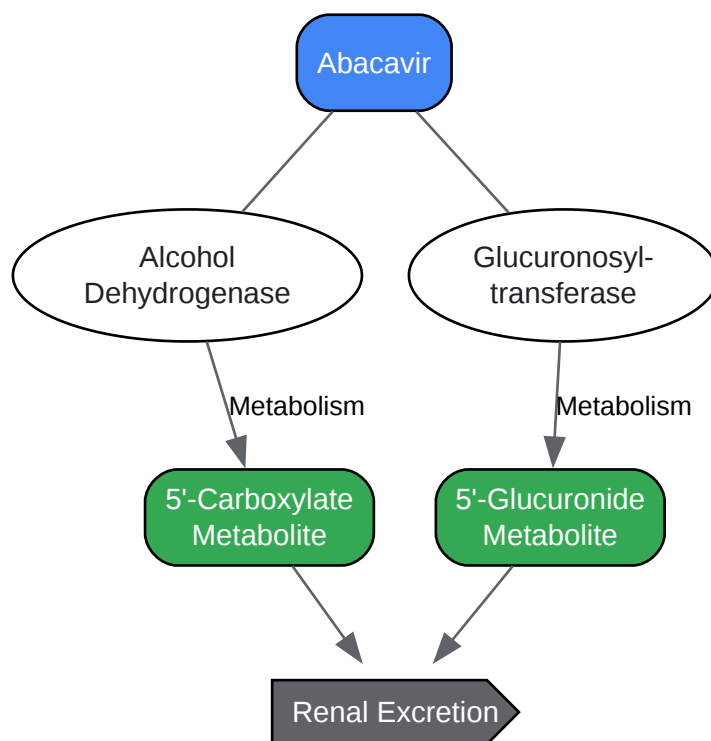 Abacavir
Alcohol
Dehydrogenase
Glucuronosyl-
transferase
Metabolism
Metabolism
5'-Carboxylate
Metabolite
5'-Glucuronide
Metabolite
Renal Excretion